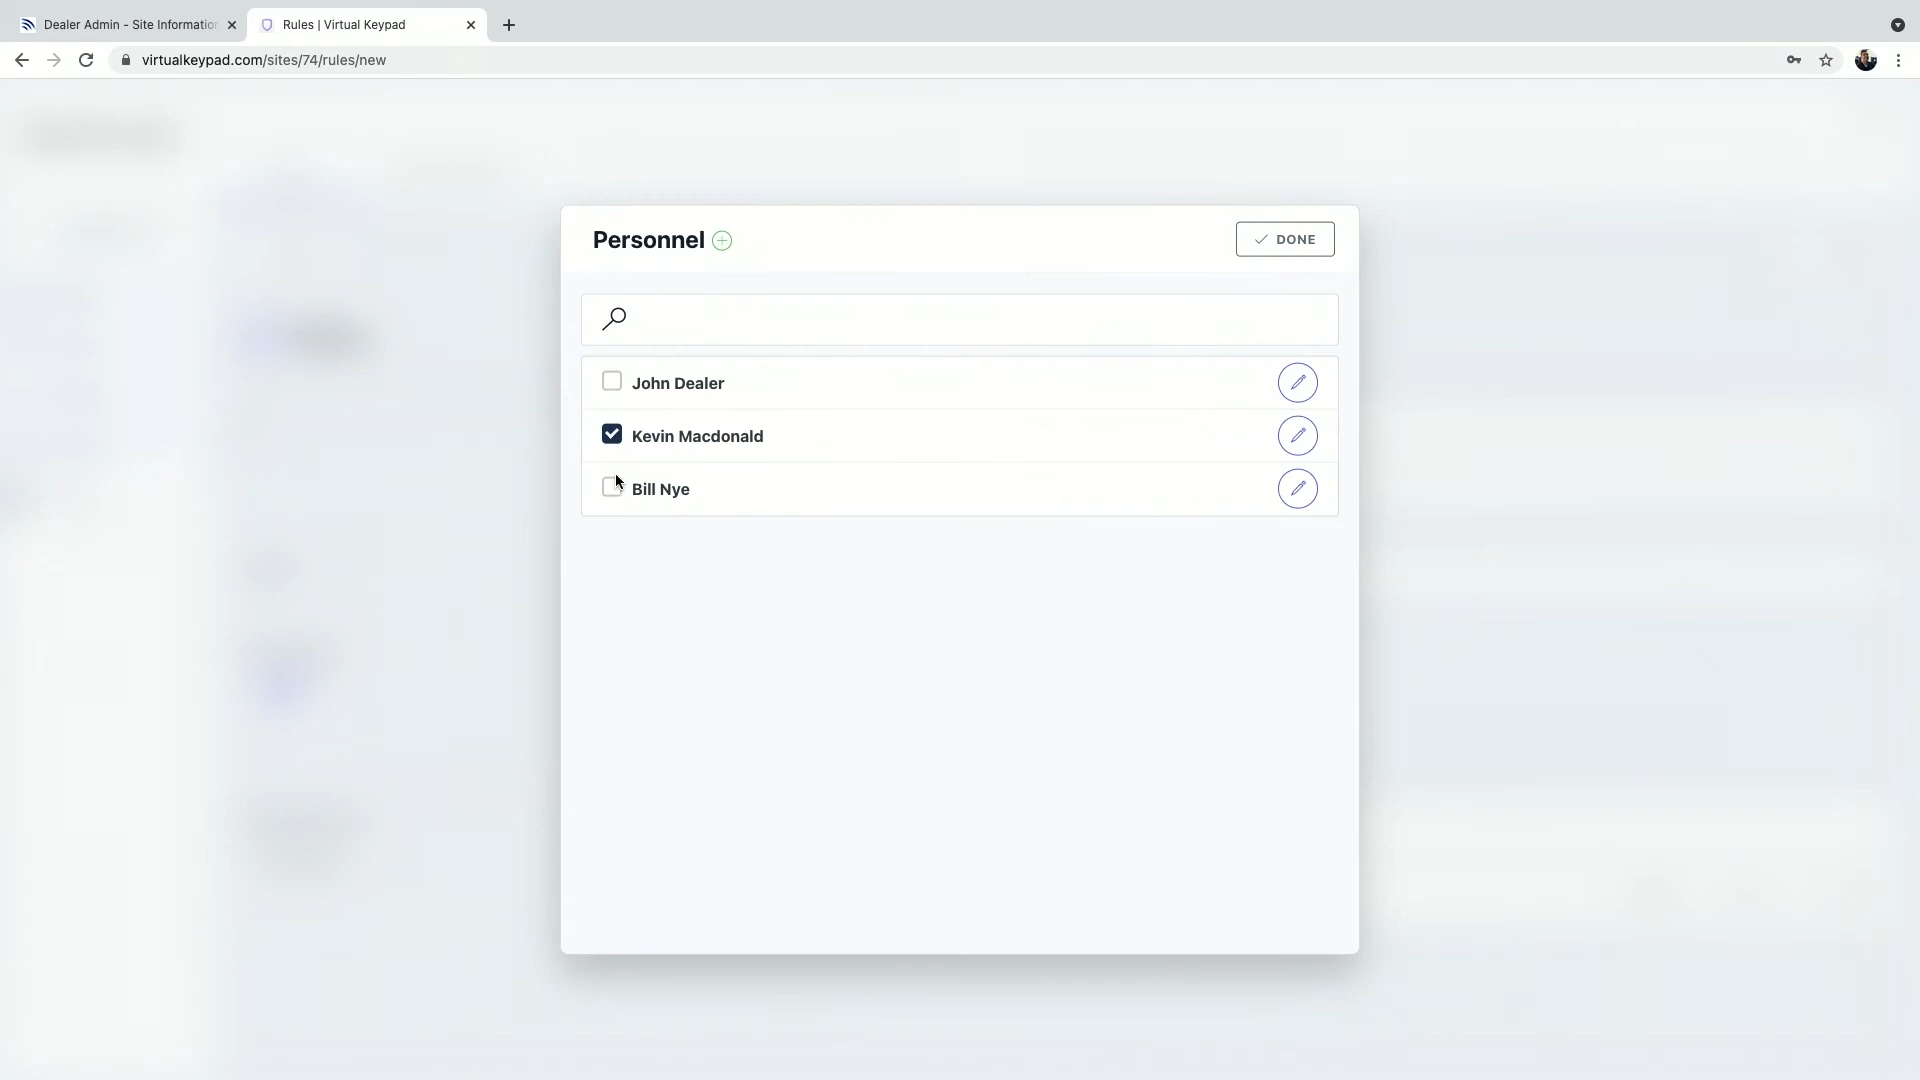 Dealer Admin - Site Informatio
Rules | Virtual Keypad
virtualkeypad.com/sites/74/rules/new
Personnel
DONE
John Dealer
Kevin Macdonald
Bill Nye